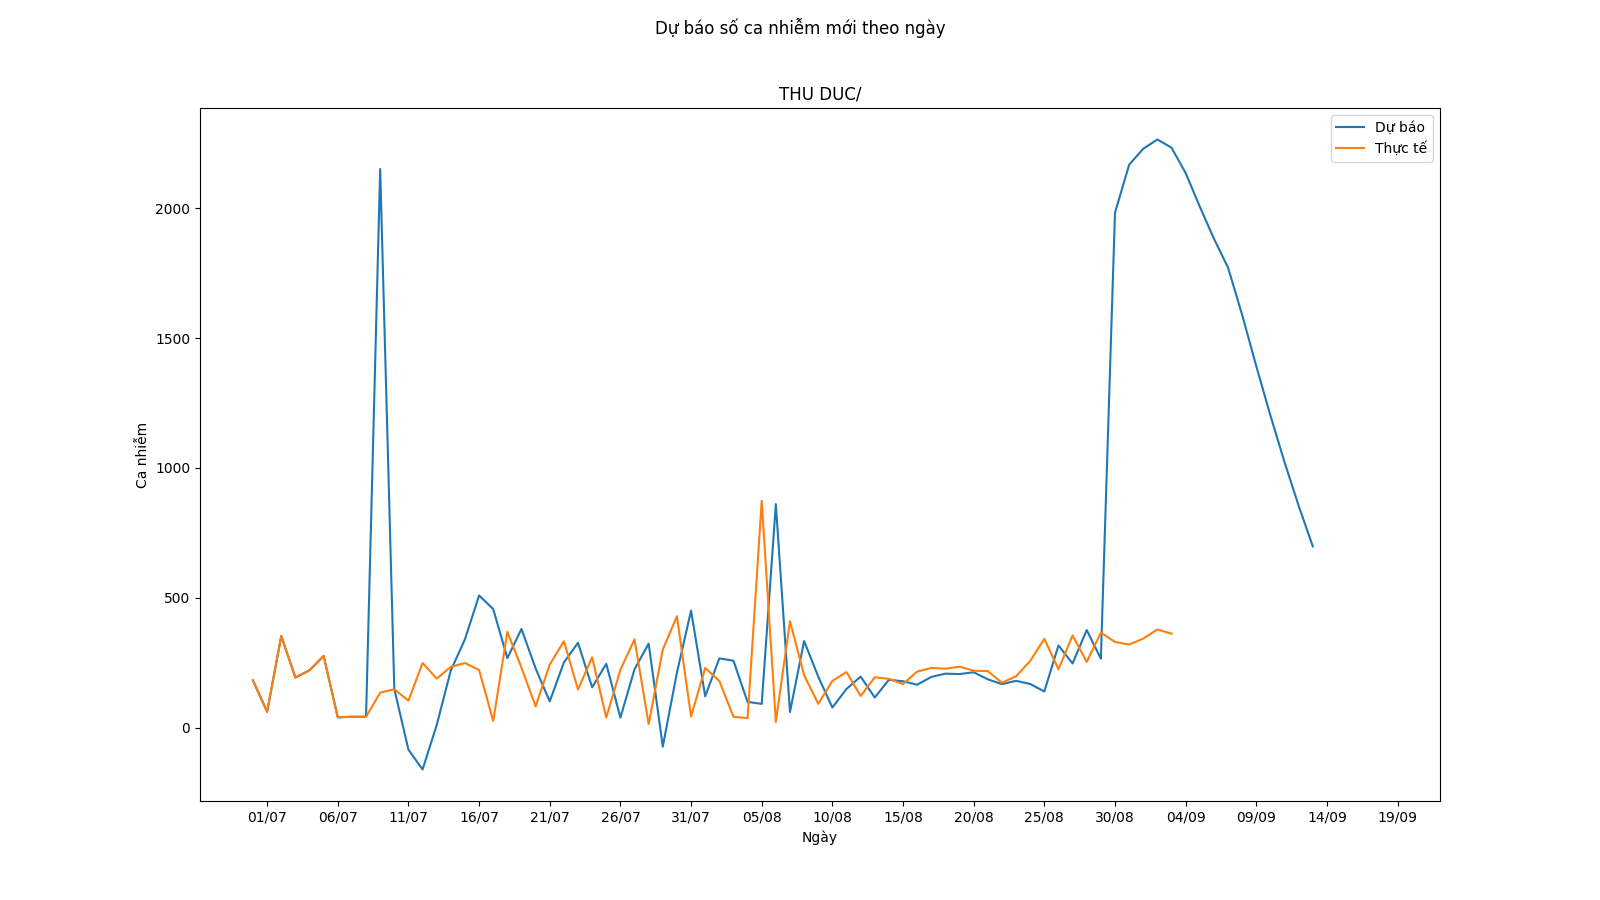 Dự báo số ca nhiễm mới theo ngày
THU DUC/
Dự báo
Thực tế
2000
1500
1000
500
0
Ca nhiễm
01/07 06/07 11/07 16/07 21/07 26/07 31/07 05/08 10/08 15/08 20/08 25/08 30/08 04/09 09/09 14/09 19/09
Ngày